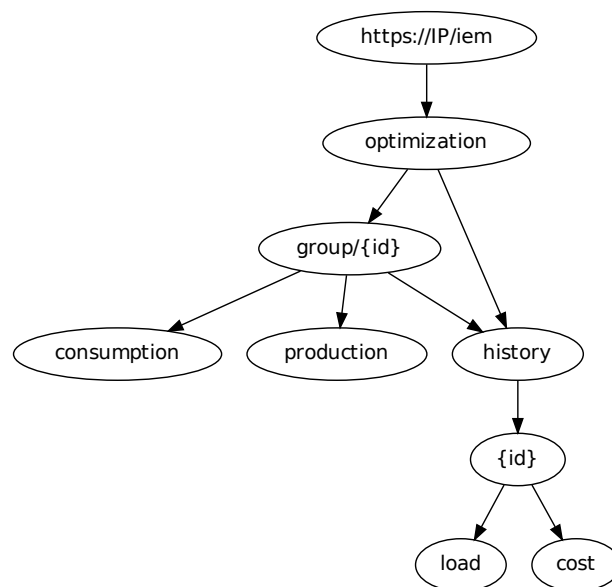 https://IP/iem
optimization
group/{id}
consumption
production
history
{id}
load
cost